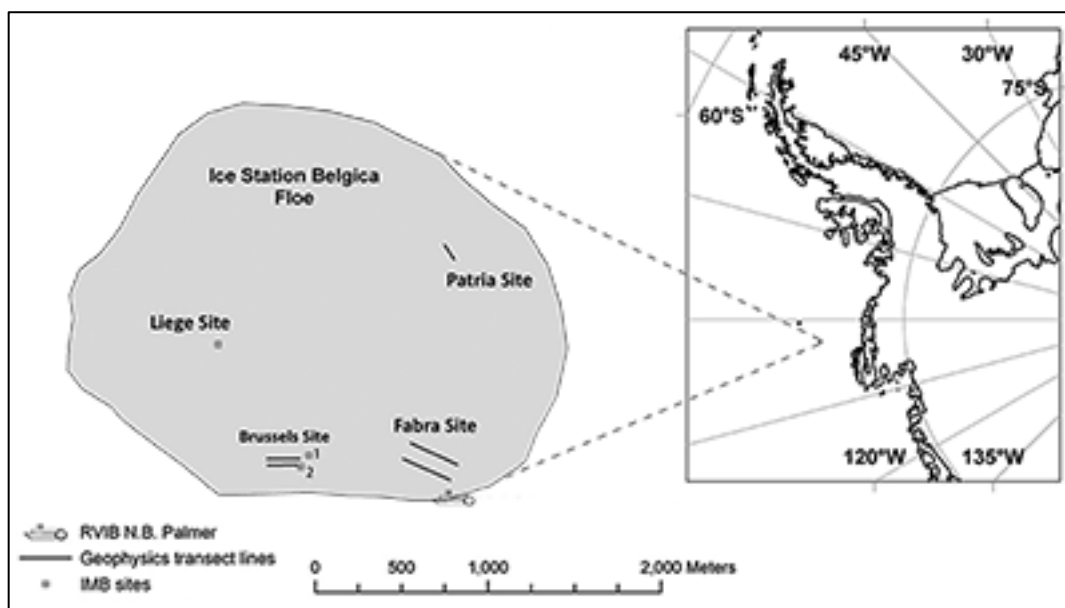 45°W
30°W
75°S
60°S
Ice Station Belgica
Floe
Patria Site
Liege Site
Fabra Site
Brussels Site
1
2
120°W
135°W
RVIB N.B. Palmer
Geophysics transect lines
IMB sites
0
500
1,000
2,000 Meters